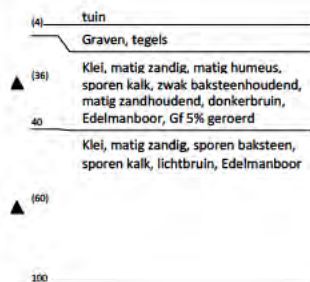 (4) tuin
Graven, tegels
(36) Klei, matig zandig, matig humeus,
sporen kalk, zwak baksteenhoudend,
matig zandhoudend, donkerbruin,
Edelmanboor, Gf 5% geroerd
40
Klei, matig zandig, sporen baksteen,
sporen kalk, lichtbruin, Edelmanboor
(60)
100